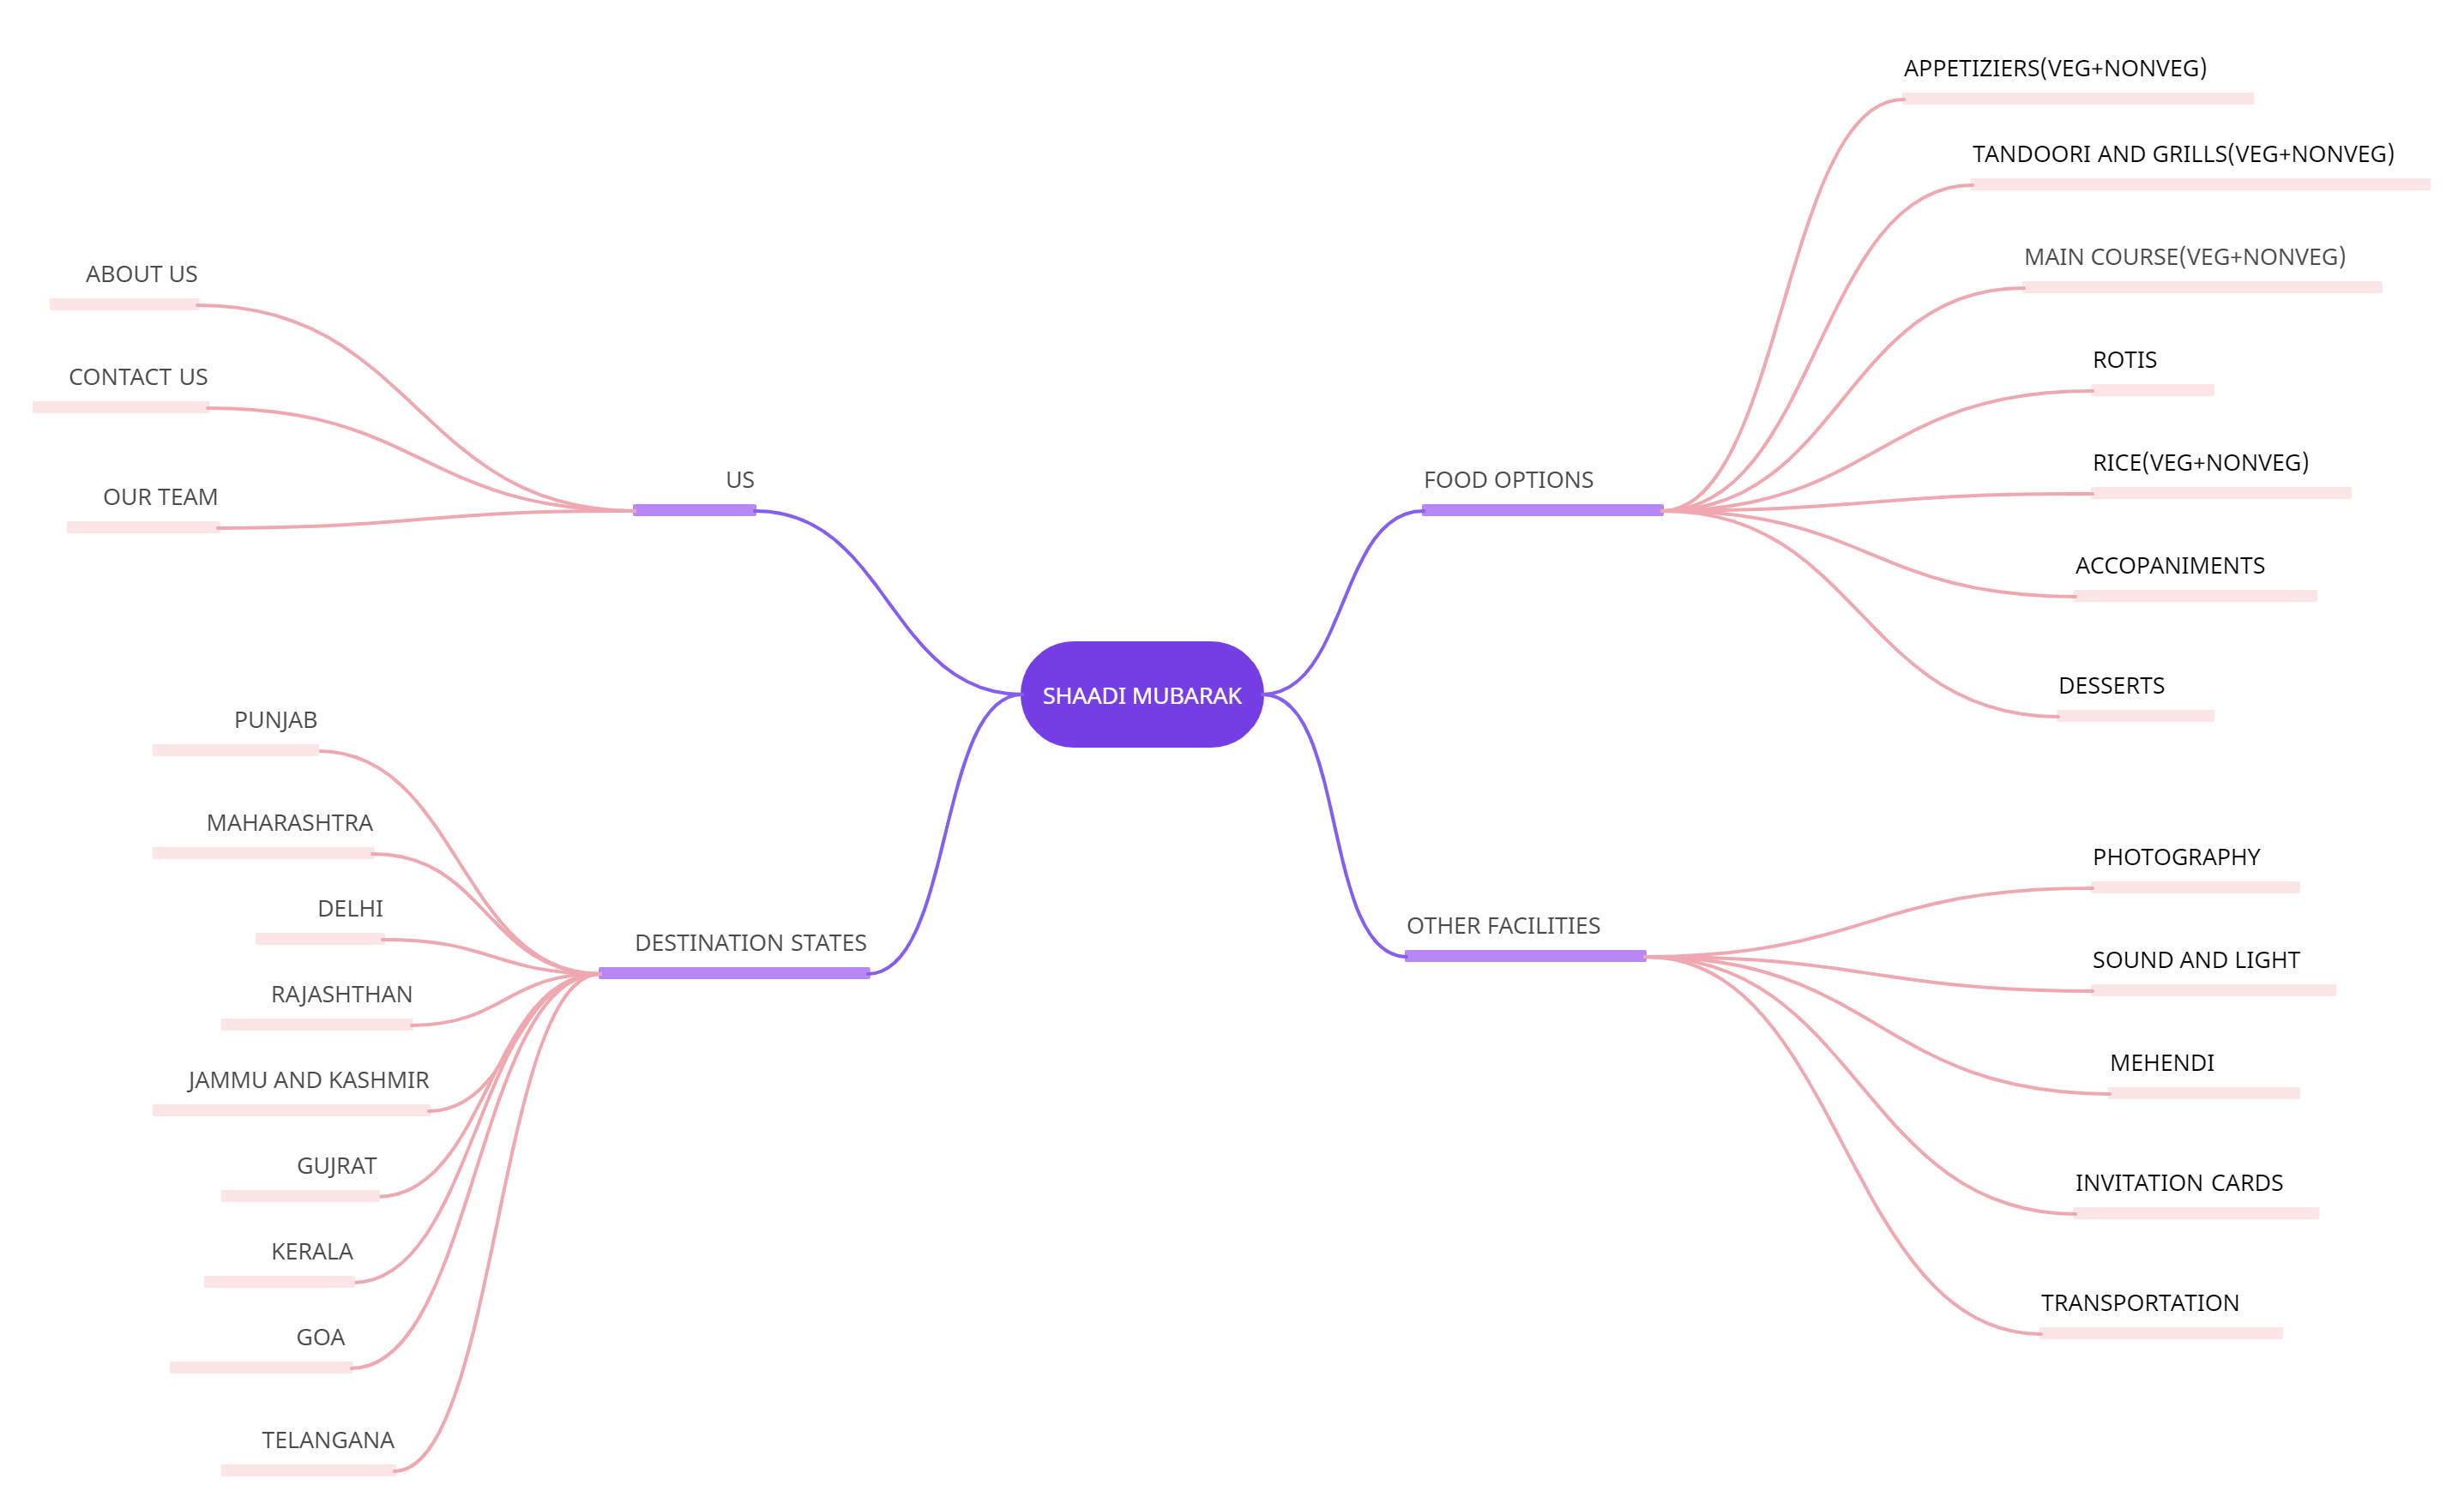 SHAADI MUBARAK
US
ABOUT US
CONTACT US
OUR TEAM
DESTINATION STATES
PUNJAB
MAHARASHTRA
DELHI
RAJASHTHAN
JAMMU AND KASHMIR
GUJRAT
KERALA
GOA
TELANGANA
FOOD OPTIONS
APPETIZIERS(VEG+NONVEG)
TANDOORI AND GRILLS(VEG+NONVEG)
MAIN COURSE(VEG+NONVEG)
ROTIS
RICE(VEG+NONVEG)
ACCOPANIMENTS
DESSERTS
OTHER FACILITIES
PHOTOGRAPHY
SOUND AND LIGHT
MEHENDI
INVITATION CARDS
TRANSPORTATION